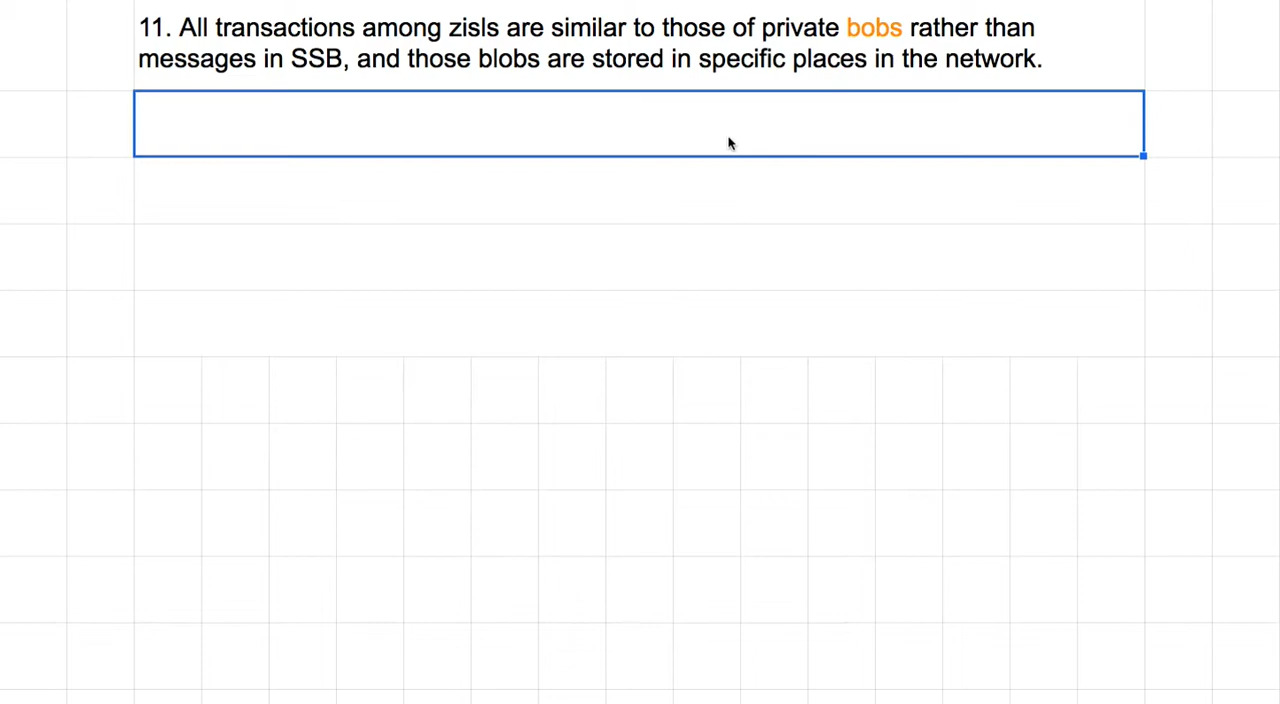 11. All transactions among zisls are similar to those of private bobs rather than
messages in SSB, and those blobs are stored in specific places in the network.